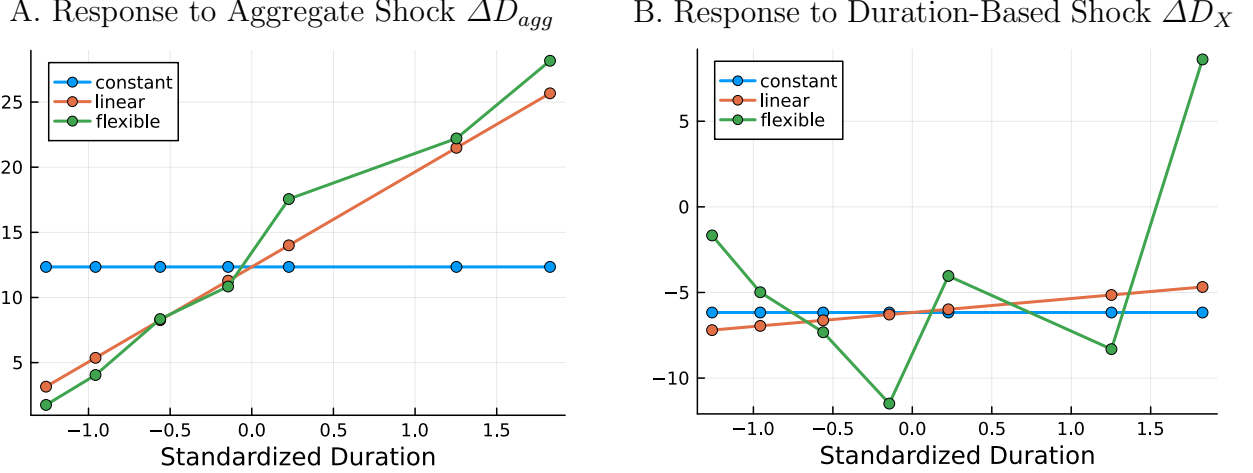 A. Response to Aggregate Shock ΔD_agg
constant
linear
flexible
25
20
15
10
5
−1.0 −0.5 0.0 0.5 1.0 1.5
Standardized Duration
B. Response to Duration-Based Shock ΔD_X
constant
linear
flexible
5
0
−5
−10
−1.0 −0.5 0.0 0.5 1.0 1.5
Standardized Duration